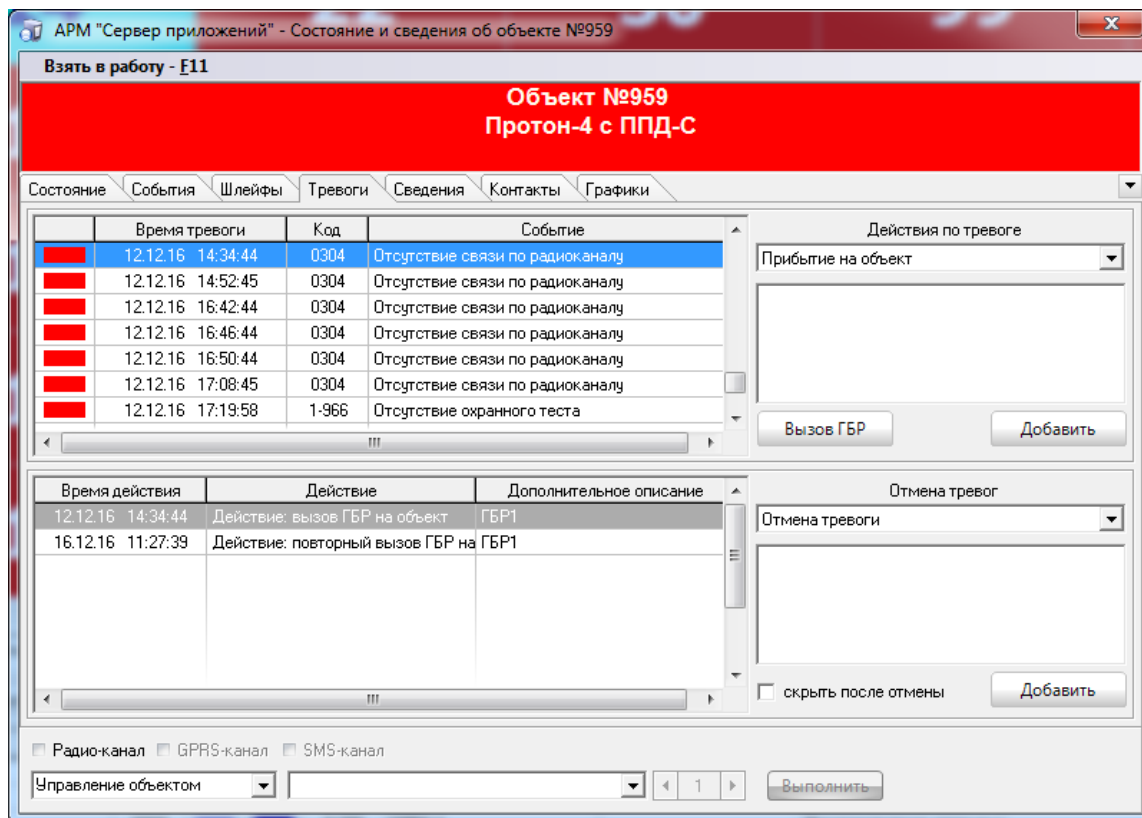 АРМ "Сервер приложений" - Состояние и сведения об объекте №959
Взять в работу - F11
Объект №959
Протон-4 с ППД-С
Состояние События Шлейфы Тревоги Сведения Контакты Графики
Время тревоги Код Событие
12.12.16 14:34:44 0304 Отсутствие связи по радиоканалу
12.12.16 14:52:45 0304 Отсутствие связи по радиоканалу
12.12.16 16:42:44 0304 Отсутствие связи по радиоканалу
12.12.16 16:46:44 0304 Отсутствие связи по радиоканалу
12.12.16 16:50:44 0304 Отсутствие связи по радиоканалу
12.12.16 17:08:45 0304 Отсутствие связи по радиоканалу
12.12.16 17:19:58 1-966 Отсутствие охранного теста
Действия по тревоге
Прибытие на объект
Вызов ГБР Добавить
Время действия Действие Дополнительное описание
12.12.16 14:34:44 Действие: вызов ГБР на объект ГБР1
16.12.16 11:27:39 Действие: повторный вызов ГБР на ГБР1
Отмена тревог
Отмена тревоги
скрыть после отмены Добавить
Радио-канал GPRS-канал SMS-канал
Управление объектом 1 Выполнить